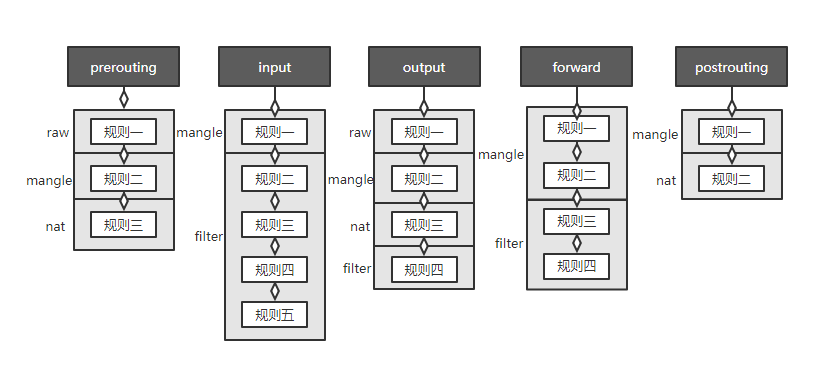 prerouting
input
output
forward
postrouting
raw
规则一
mangle
规则二
nat
规则三
mangle
规则一
filter
规则二
规则三
规则四
规则五
raw
规则一
mangle
规则二
nat
规则三
filter
规则四
mangle
规则一
规则二
filter
规则三
规则四
mangle
规则一
nat
规则二